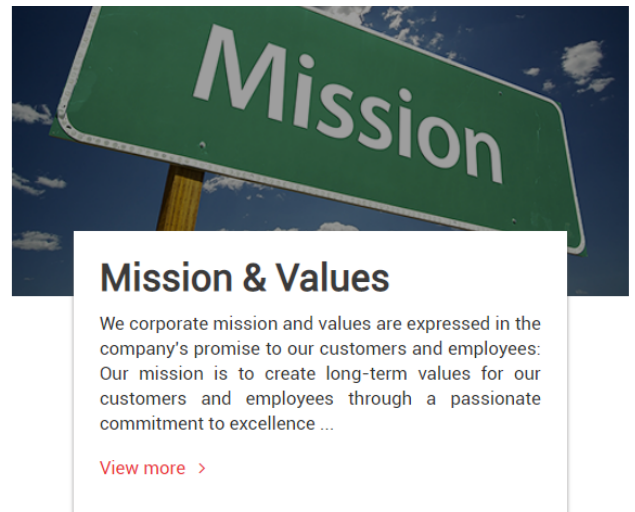 Mission
Mission & Values
We corporate mission and values are expressed in the
company's promise to our customers and employees:
Our mission is to create long-term values for our
customers and employees through a passionate
commitment to excellence ...
View more >